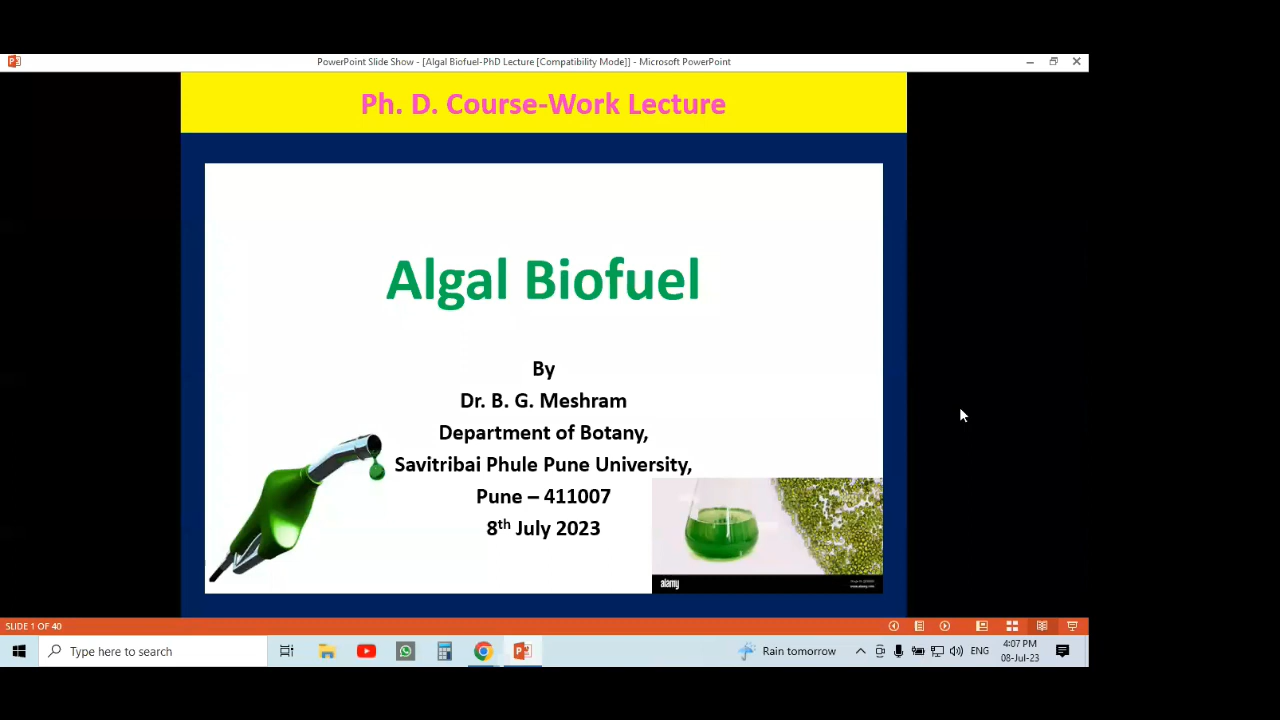 PowerPoint Slide Show - [Algal Biofuel-PhD Lecture [Compatibility Mode]] - Microsoft PowerPoint
Ph. D. Course-Work Lecture
Algal Biofuel
By
Dr. B. G. Meshram
Department of Botany,
Savitribai Phule Pune University,
Pune – 411007
8th July 2023
alamy
SLIDE 1 OF 40
Type here to search
Rain tomorrow
ENG
4:07 PM
08-Jul-23